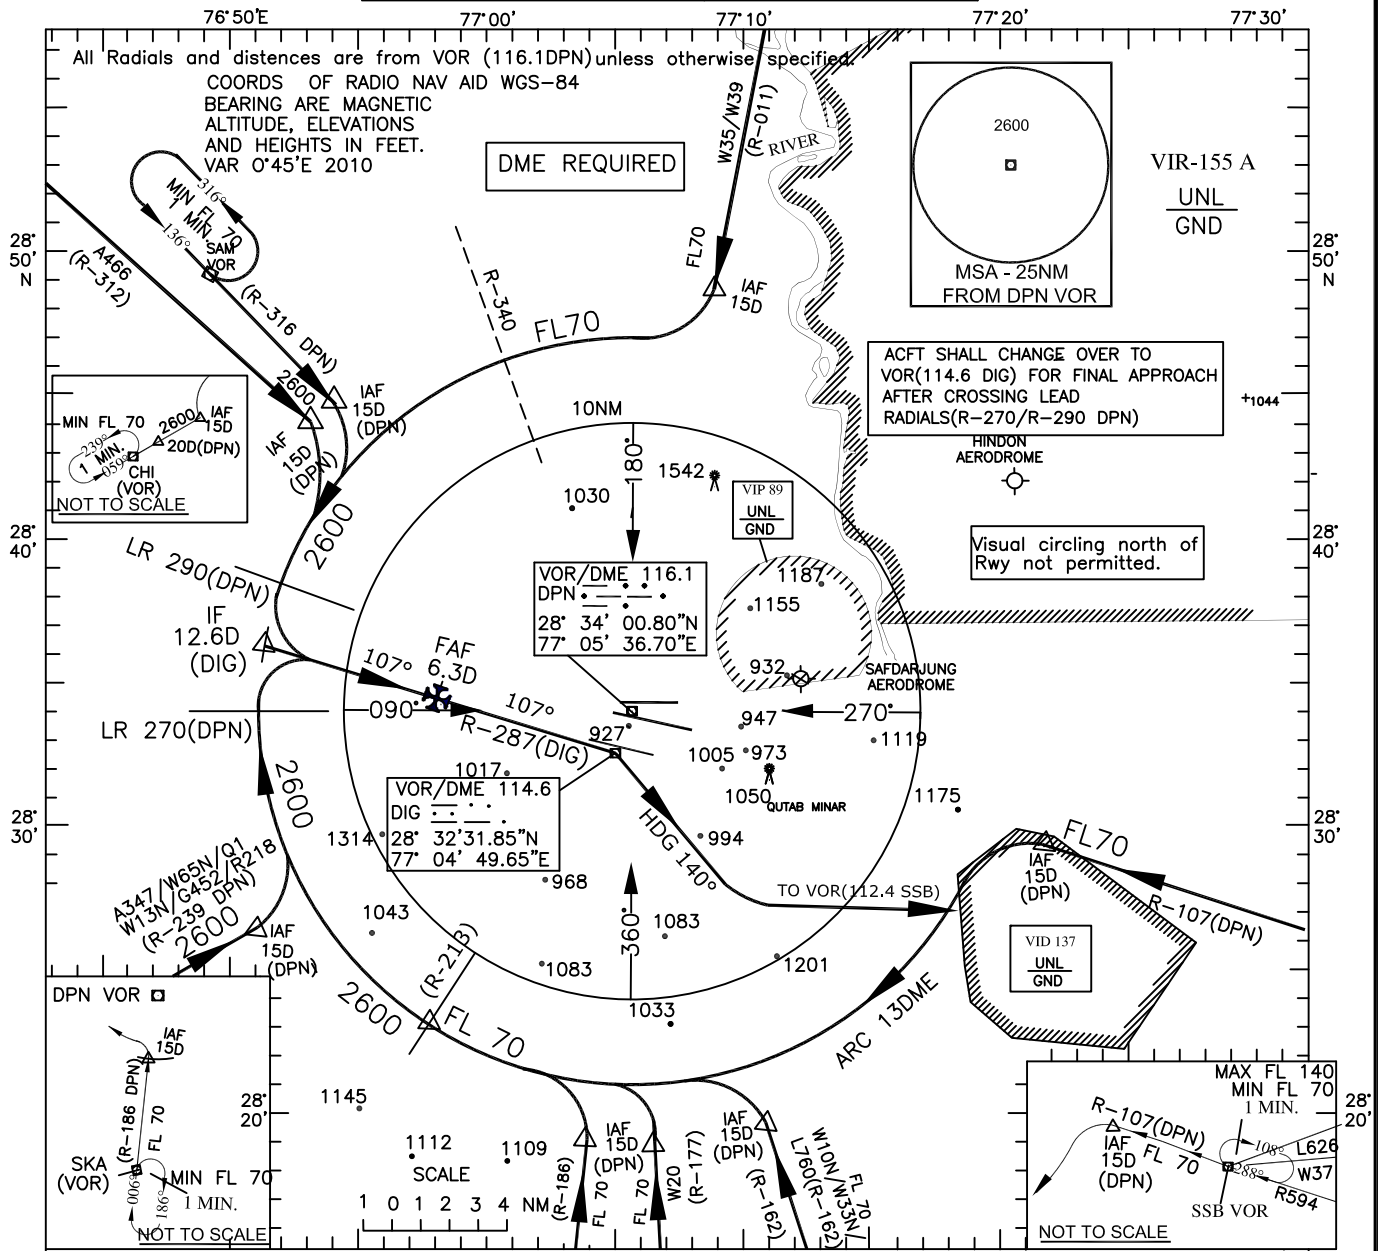 76°50'E 77°00' 77°10' 77°20' 77°30'
All Radials and distences are from VOR (116.1DPN) unless otherwise specified.
COORDS OF RADIO NAV AID WGS-84
BEARING ARE MAGNETIC
ALTITUDE, ELEVATIONS
AND HEIGHTS IN FEET.
VAR 0°45'E 2010
DME REQUIRED
W35/W39
(R-011)
RIVER
FL70
IAF
15D
2600
MSA - 25NM
FROM DPN VOR
VIR-155 A
UNL
GND
28°
50'
N
28°
50'
N
MIN FL 70
1 MIN.
316°
136°
SAM
VOR
A466
(R-312)
(R-316 DPN)
2600
IAF
15D
(DPN)
IAF
15D
(DPN)
R-340
FL70
ACFT SHALL CHANGE OVER TO
VOR(114.6 DIG) FOR FINAL APPROACH
AFTER CROSSING LEAD
RADIALS(R-270/R-290 DPN)
+1044
HINDON
AERODROME
MIN FL 70
239°
1 MIN.
059°
2600
IAF
15D
20D(DPN)
CHI
(VOR)
NOT TO SCALE
10NM
180°
1542
1030
VIP 89
UNL
GND
28°
40'
28°
40'
Visual circling north of
Rwy not permitted.
2600
LR 290(DPN)
VOR/DME 116.1
DPN
28° 34' 00.80"N
77° 05' 36.70"E
1187
1155
932
SAFDARJUNG
AERODROME
IF
12.6D
(DIG)
107°
FAF
6.3D
107°
090°
R-287(DIG)
927
270°
LR 270(DPN)
947
1005
973
1119
1050
QUTAB MINAR
1175
1017
VOR/DME 114.6
DIG
28° 32'31.85"N
77° 04' 49.65"E
2600
1314
28°
30'
28°
30'
HDG 140°
994
968
TO VOR(112.4 SSB)
FL70
IAF
15D
(DPN)
R-107(DPN)
A347/W65N/Q1
W13N/G452/R218
(R-239 DPN)
2600
IAF
15D
(DPN)
1043
(R-213)
1083
360°
1083
1201
VID 137
UNL
GND
2600
FL 70
1033
ARC 13DME
DPN VOR
IAF
15D
(R-186 DPN)
FL 70
SKA
(VOR)
006°
186°
MIN FL 70
1 MIN.
NOT TO SCALE
28°
20'
28°
20'
1145
1112
1109
SCALE
1 0 1 2 3 4 NM
(R-186)
FL 70
IAF
15D
(DPN)
FL 70
W20
(R-177)
IAF
15D
(DPN)
W10N/W33N/
L760(R-162)
(R-162)
FL 70
MAX FL 140
MIN FL 70
1 MIN.
R-107(DPN)
IAF
15D
(DPN)
FL 70
108°
288°
L626
W37
R594
SSB VOR
NOT TO SCALE